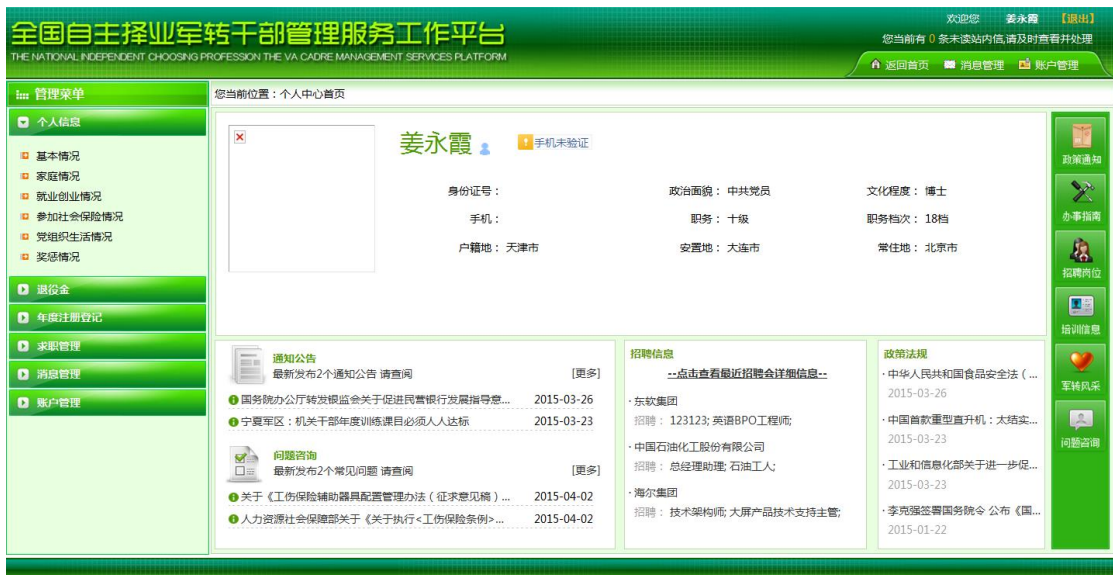 全国自主择业军转干部管理服务工作平台
THE NATIONAL INDEPENDENT CHOOSING PROFESSION THE VA CADRE MANAGEMENT SERVICES PLATFORM
欢迎您 姜永霞 【退出】
您当前有 0 条未读站内信,请及时查看并处理
返回首页 消息管理 账户管理
管理菜单
您当前位置：个人中心首页
个人信息
基本情况
家庭情况
就业创业情况
参加社会保险情况
党组织生活情况
奖惩情况
退役金
年度注册登记
求职管理
消息管理
账户管理
姜永霞
手机未验证
身份证号： 政治面貌： 中共党员 文化程度： 博士
手机： 职务： 十级 职务档次： 18档
户籍地： 天津市 安置地： 大连市 常住地： 北京市
通知公告
最新发布2个通知公告 请查阅 [更多]
国务院办公厅转发银监会关于促进民营银行发展指导意... 2015-03-26
宁夏军区：机关干部年度训练课目必须人人达标 2015-03-23
问题咨询
最新发布2个常见问题 请查阅 [更多]
关于《工伤保险辅助器具配置管理办法（征求意见稿）... 2015-04-02
人力资源社会保障部关于《关于执行<工伤保险条例>... 2015-04-02
招聘信息
--点击查看最近招聘会详细信息--
·东软集团
招聘： 123123; 英语BPO工程师;
·中国石油化工股份有限公司
招聘： 总经理助理; 石油工人;
·海尔集团
招聘： 技术架构师; 大屏产品技术支持主管;
政策法规
·中华人民共和国食品安全法（...
2015-03-26
·中国首款重型直升机：太结实...
2015-03-23
·工业和信息化部关于进一步促...
2015-03-23
·李克强签署国务院令 公布《国...
2015-01-22
政策通知
办事指南
招聘岗位
培训信息
军转风采
问题咨询